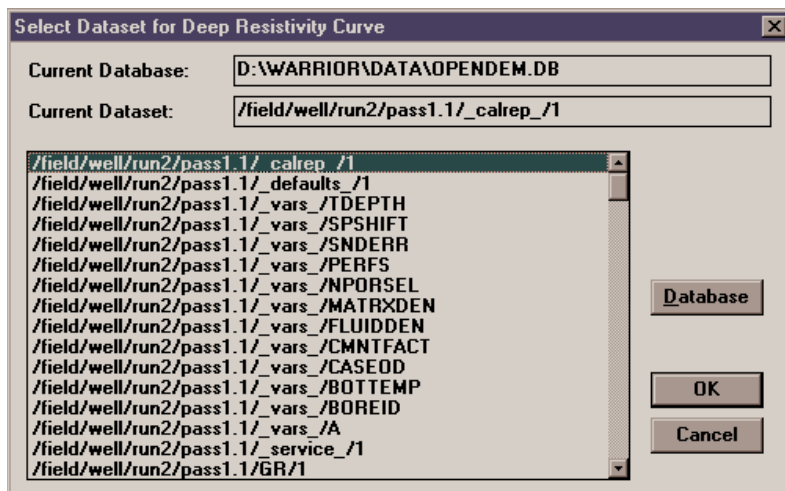 Select Dataset for Deep Resistivity Curve
Current Database: D:\WARRIOR\DATA\OPENDEM.DB
Current Dataset: /field/well/run2/pass1.1/_calrep_/1
/field/well/run2/pass1.1/_calrep_/1
/field/well/run2/pass1.1/_defaults_/1
/field/well/run2/pass1.1/_vars_/TDEPTH
/field/well/run2/pass1.1/_vars_/SPSHIFT
/field/well/run2/pass1.1/_vars_/SNDERR
/field/well/run2/pass1.1/_vars_/PERFS
/field/well/run2/pass1.1/_vars_/NPORSEL
/field/well/run2/pass1.1/_vars_/MATRXDEN
/field/well/run2/pass1.1/_vars_/FLUIDDEN
/field/well/run2/pass1.1/_vars_/CMNTFACT
/field/well/run2/pass1.1/_vars_/CASEOD
/field/well/run2/pass1.1/_vars_/BOTTEMP
/field/well/run2/pass1.1/_vars_/BOREID
/field/well/run2/pass1.1/_vars_/A
/field/well/run2/pass1.1/_service_/1
/field/well/run2/pass1.1/GR/1
Database
OK
Cancel